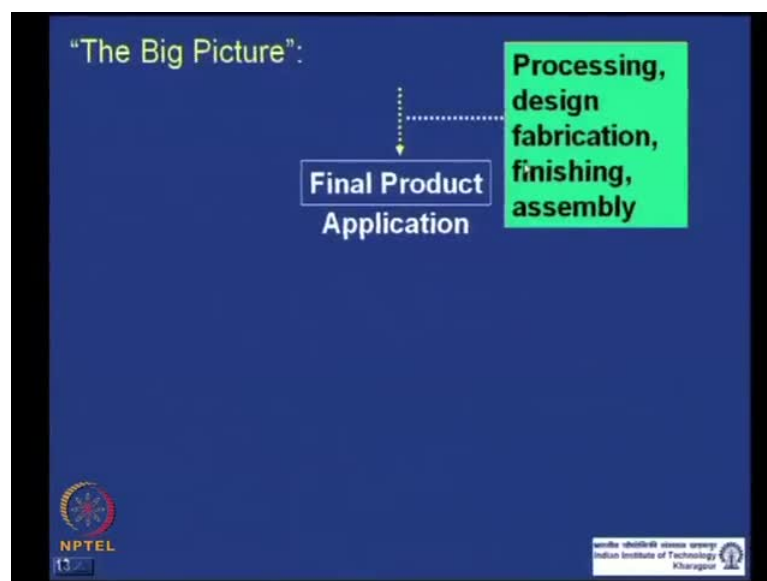 “The Big Picture”:
Processing,
design
fabrication,
finishing,
assembly
Final Product
Application
NPTEL
13
Indian Institute of Technology
Kharagpur